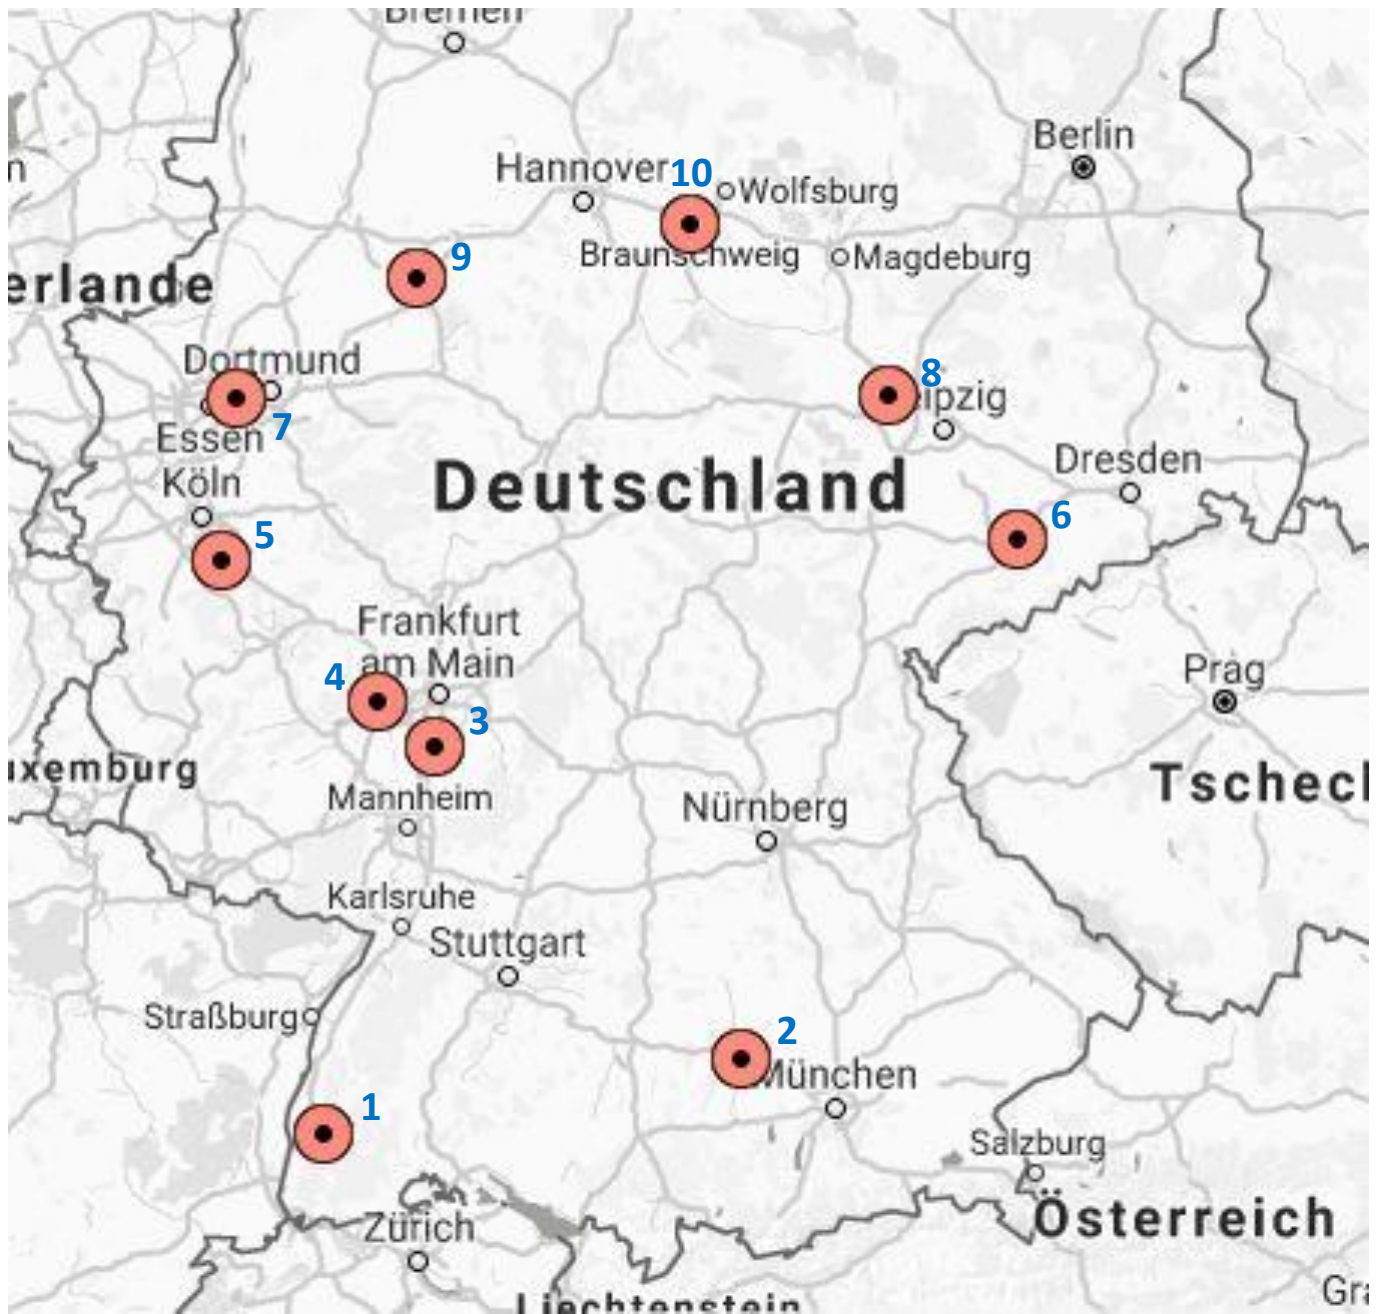 Bremen
Berlin
Hannover
10
Wolfsburg
n
9
Braunschweig
Magdeburg
erlande
Dortmund
8
ipzig
7
Essen
Köln
Deutschland
Dresden
6
5
Frankfurt
am Main
4
Prag
3
uxemburg
Tschech
Mannheim
Nürnberg
Karlsruhe
Stuttgart
Straßburg
2
München
1
Salzburg
Österreich
Zürich
Gra
Liechtenstein